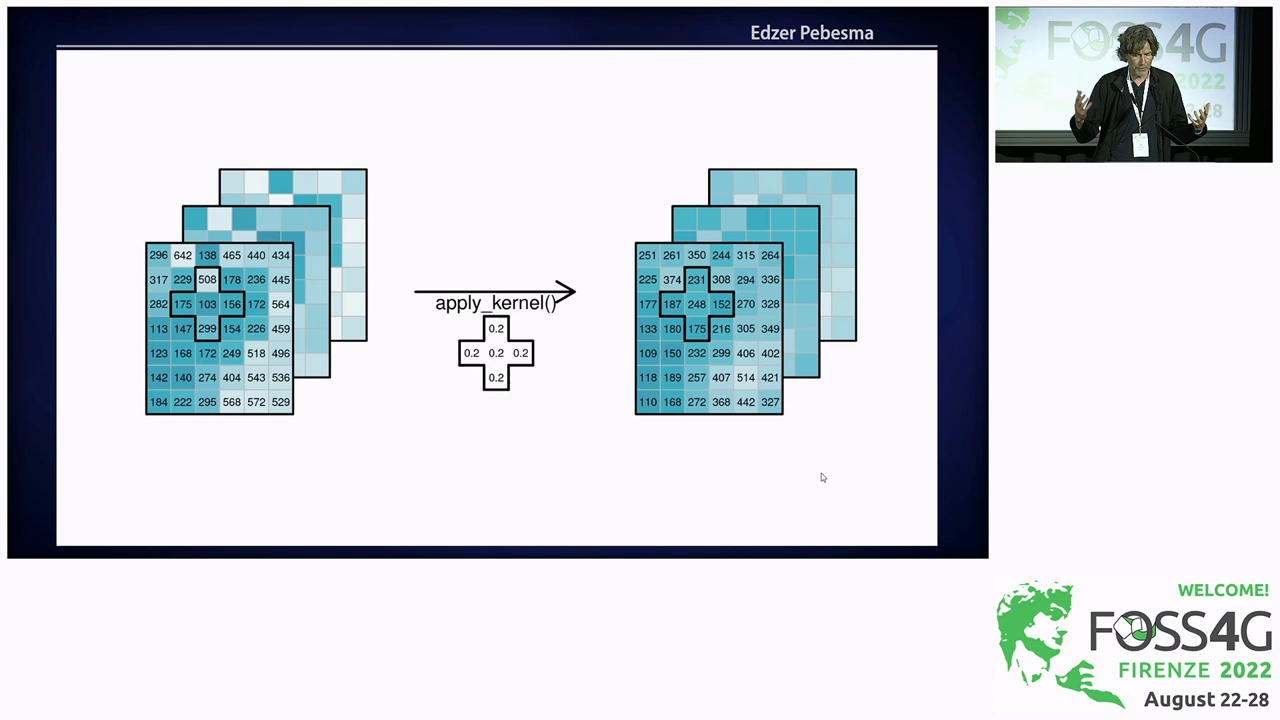 Edzer Pebesma
296 642 138 465 440 434
317 229 508 178 236 445
282 175 103 156 172 564
113 147 299 154 226 459
123 168 172 249 518 496
142 140 274 404 543 536
184 222 295 568 572 529
apply_kernel()
0.2
0.2 0.2 0.2
0.2
251 261 350 244 315 264
225 374 231 308 294 336
177 187 248 152 270 328
133 180 175 216 305 349
109 150 232 299 406 402
118 189 257 407 514 421
110 168 272 368 442 327
FOSS4G
2022
WELCOME!
FOSS4G
FIRENZE 2022
August 22-28